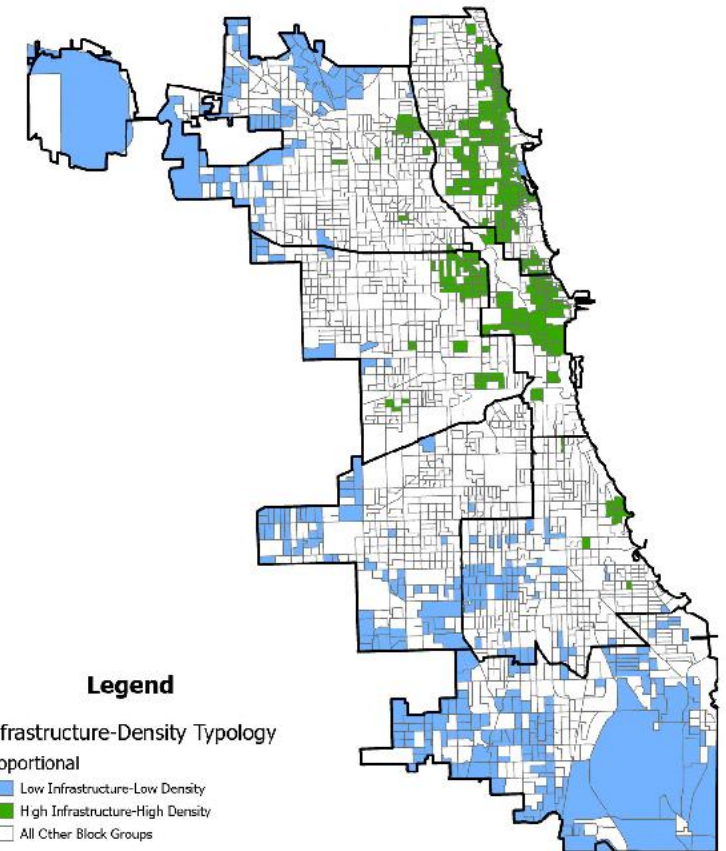 Legend
frastructure-Density Typology
oportional
Low Infrastructure-Low Density
High Infrastructure-High Density
All Other Block Groups